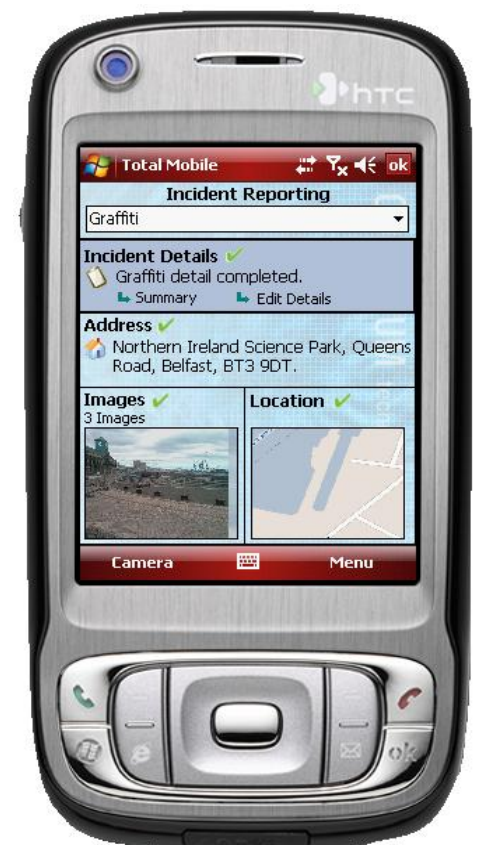 hTC
Total Mobile
ok
Incident Reporting
Graffiti
Incident Details
Graffiti detail completed.
Summary Edit Details
Address
Northern Ireland Science Park, Queens
Road, Belfast, BT3 9DT.
Images Location
3 Images
Camera Menu
ok